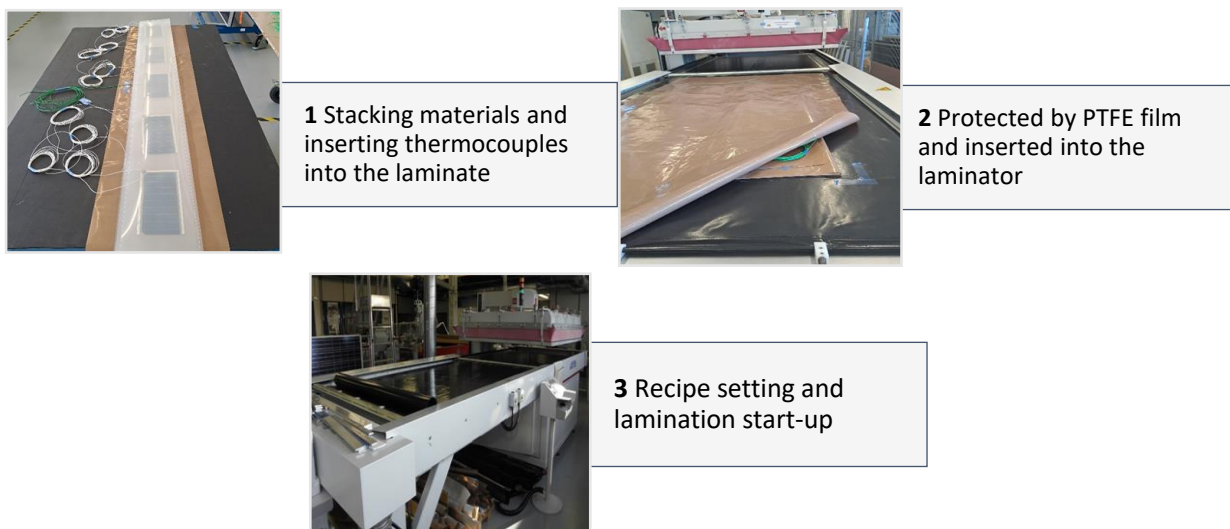 1 Stacking materials and
inserting thermocouples
into the laminate
2 Protected by PTFE film
and inserted into the
laminator
3 Recipe setting and
lamination start-up